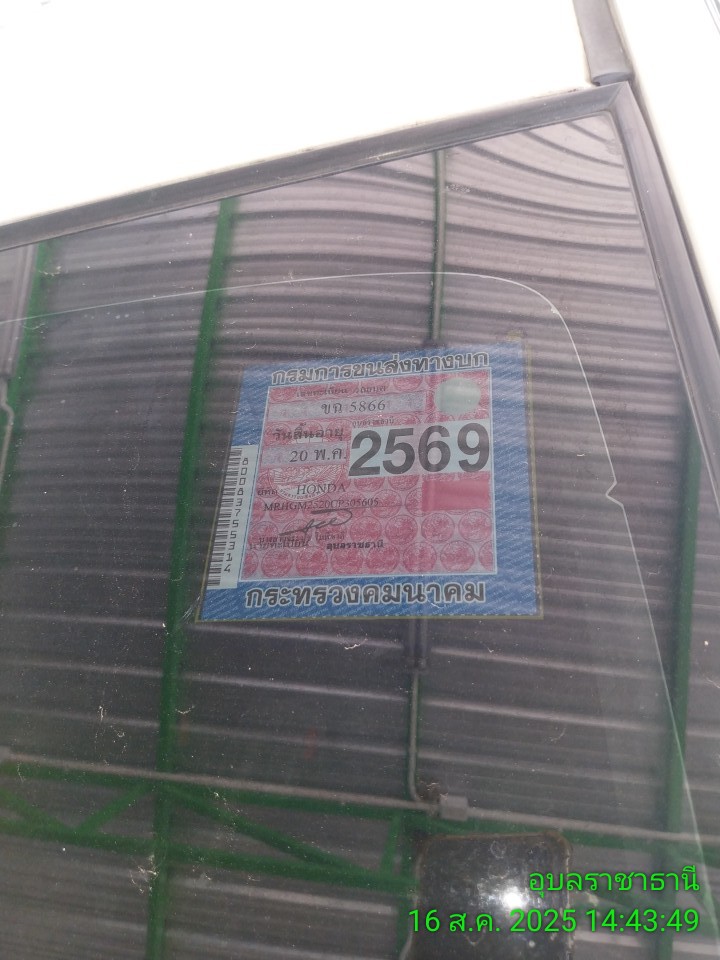 กรมการขนส่งทางบก
ขก 5866
วันสิ้นอายุ
20 พ.ค. 2569
HONDA
อุบลราชธานี
กระทรวงคมนาคม
80083755314
อุบลราชาธานี
16 ส.ค. 2025 14:43:49